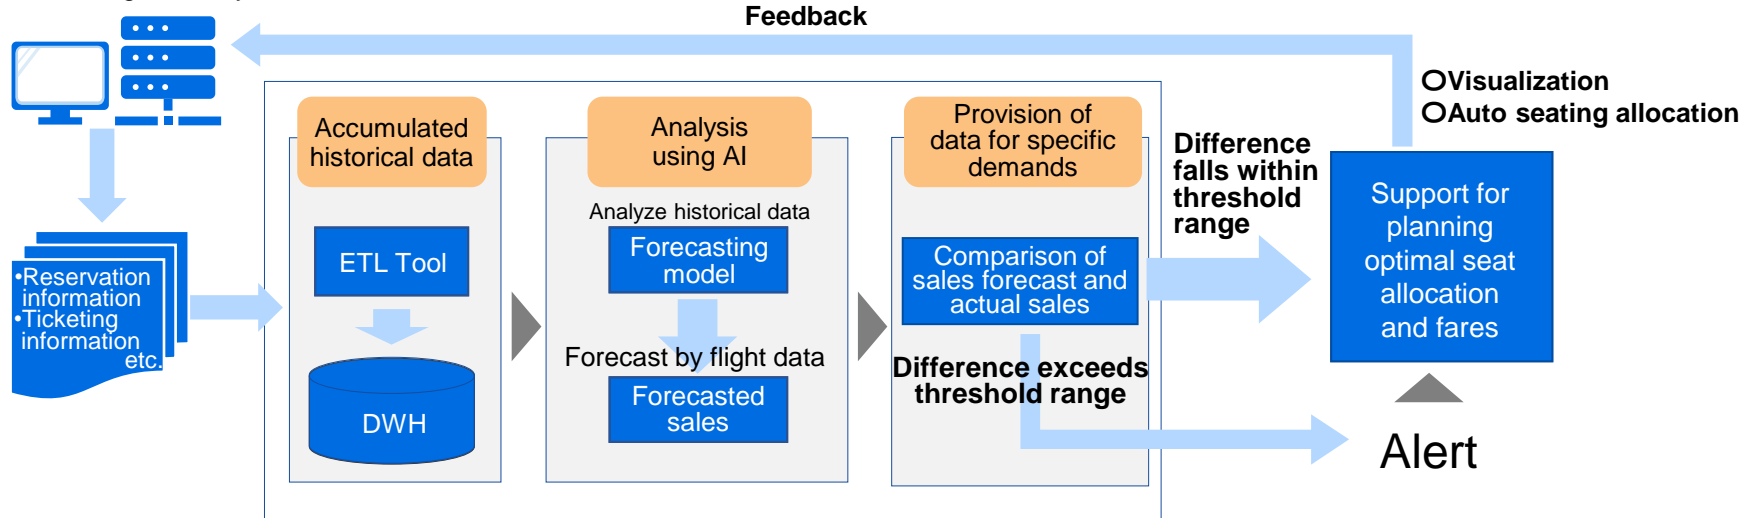 Feedback
〇Visualization
〇Auto seating allocation
Accumulated
historical data
Analysis
using AI
Provision of
data for specific
demands
Difference
falls within
threshold
range
Support for
planning
optimal seat
allocation
and fares
Analyze historical data
ETL Tool
Forecasting
model
Comparison of
sales forecast and
actual sales
•Reservation
information
•Ticketing
information
etc.
Forecast by flight data
Difference exceeds
threshold range
DWH
Forecasted
sales
Alert